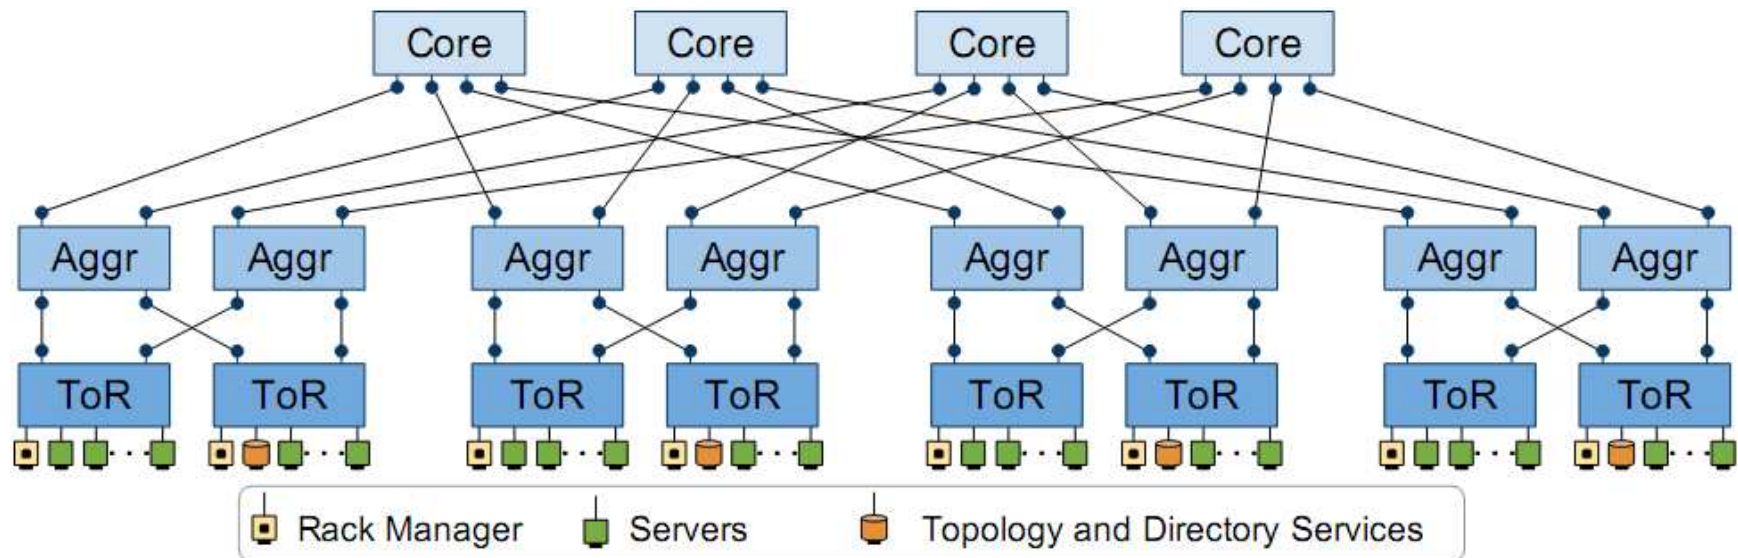 Core Core Core Core
Aggr Aggr Aggr Aggr Aggr Aggr Aggr Aggr
ToR ToR ToR ToR ToR ToR ToR ToR
Rack Manager Servers Topology and Directory Services